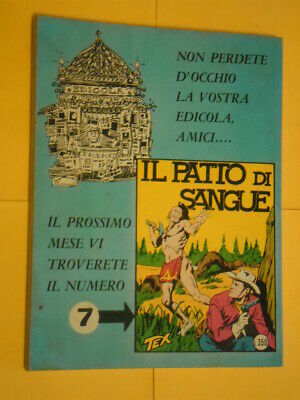 EDICOLA
NON PERDETE
D'OCCHIO
LA VOSTRA
EDICOLA,
AMICI....
IL PATTO DI
SANGUE
IL PROSSIMO
MESE VI
TROVERETE
IL NUMERO
7
TEX
L.350